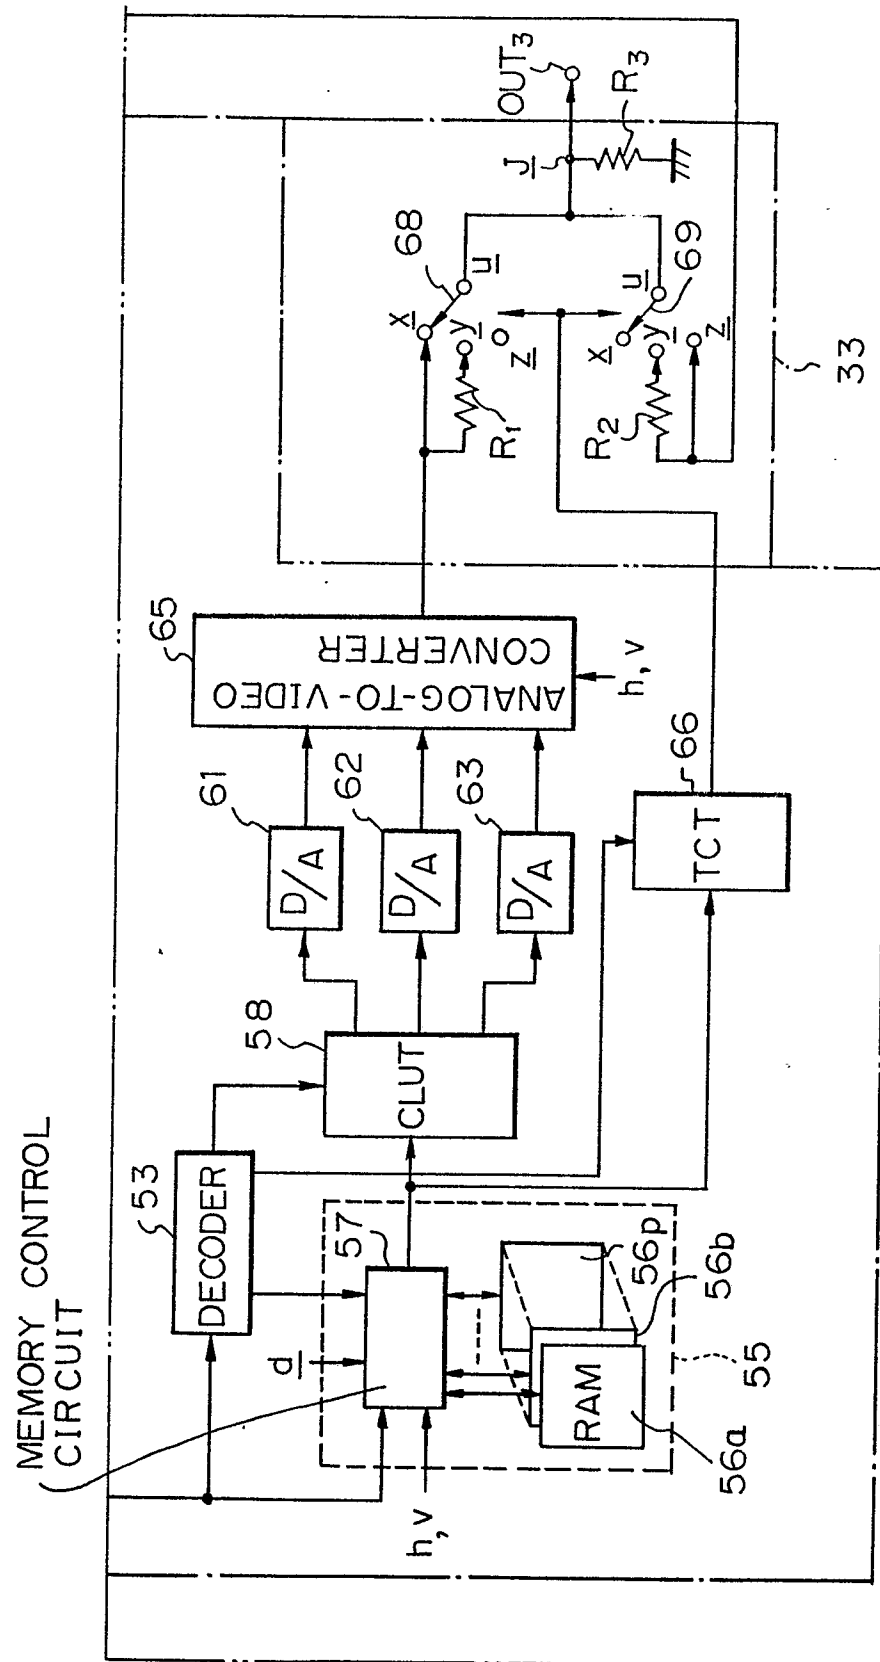 MEMORY CONTROL
CIRCUIT
53
DECODER
d
h, v
57
RAM
56a
56b
56p
55
58
CLUT
61
D/A
62
D/A
63
D/A
65
ANALOG-TO-VIDEO
CONVERTER
h, v
66
TCT
68
x
y
z
u
R1
69
x
y
z
u
R2
J
R3
OUT3
33